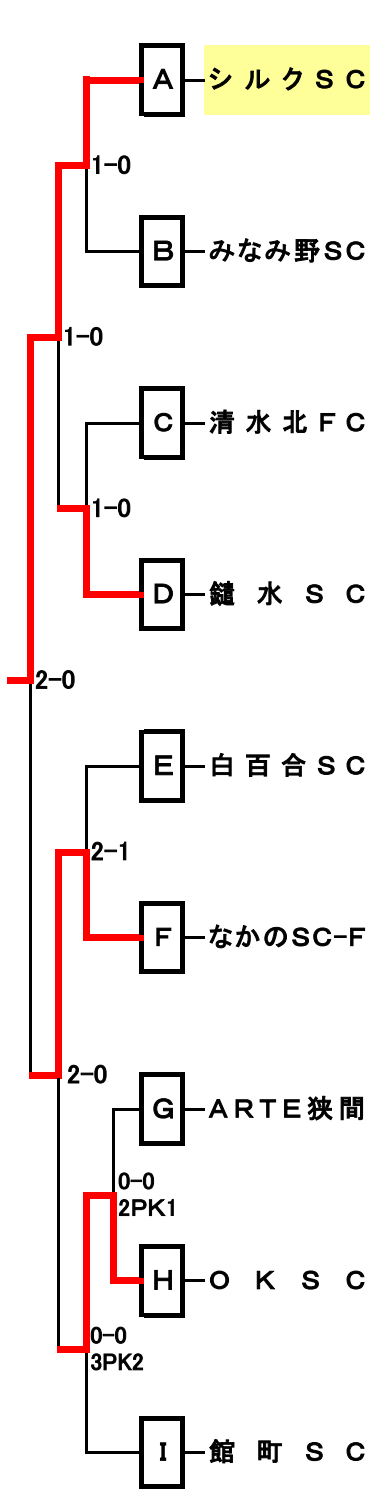 A シルクSC
1-0
B みなみ野SC
1-0
C 清水北FC
1-0
D 鑓水SC
2-0
E 白百合SC
2-1
F なかのSC-F
2-0
G ARTE狭間
0-0
2PK1
H OKSC
0-0
3PK2
I 館町SC